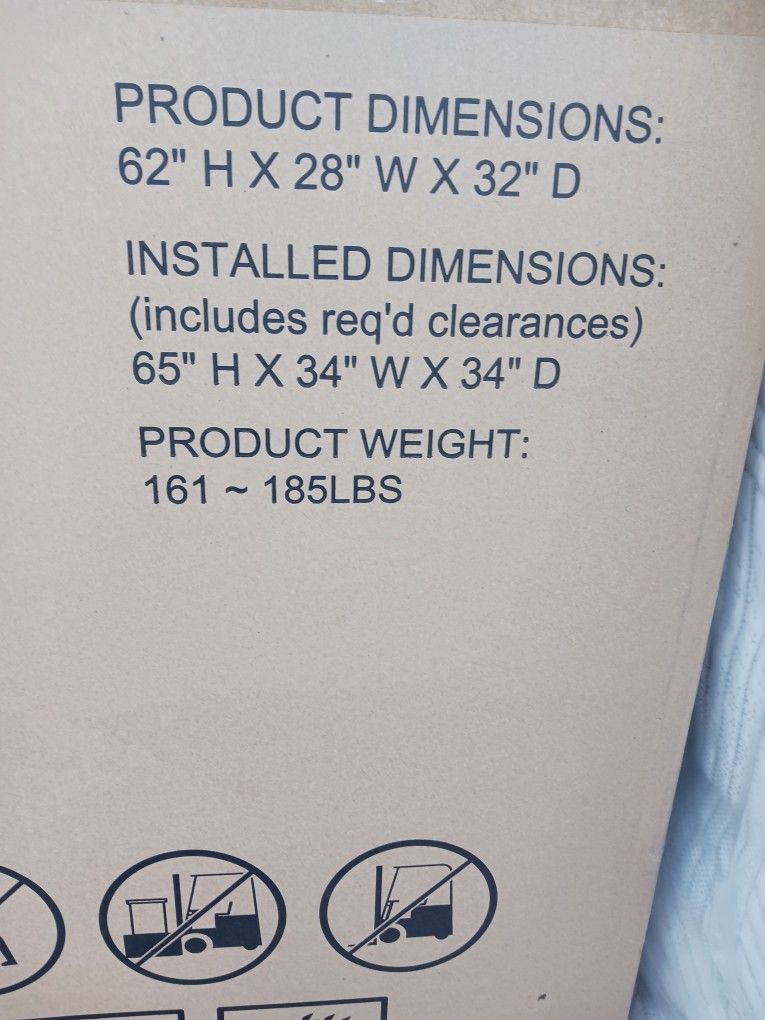 PRODUCT DIMENSIONS:
62" H X 28" W X 32" D
INSTALLED DIMENSIONS:
(includes req'd clearances)
65" H X 34" W X 34" D
PRODUCT WEIGHT:
161 ~ 185LBS